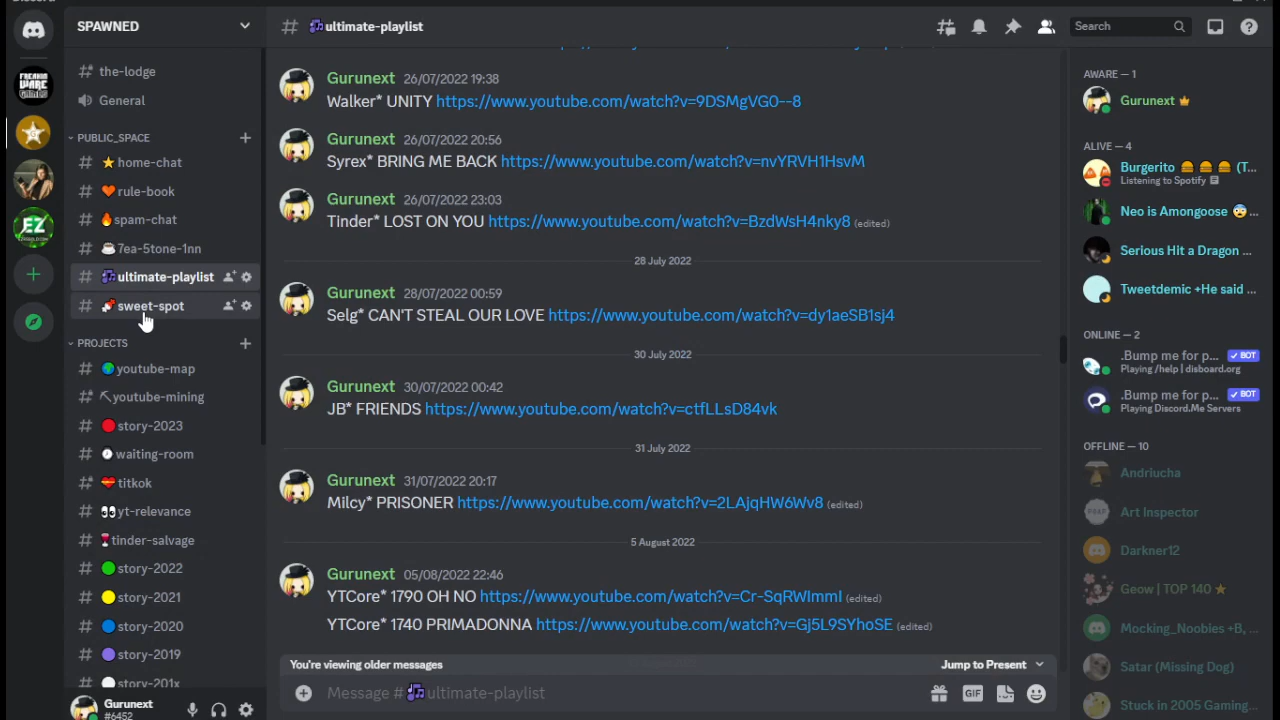 SPAWNED
the-lodge
General
PUBLIC_SPACE
home-chat
rule-book
spam-chat
7ea-5tone-1nn
ultimate-playlist
sweet-spot
PROJECTS
youtube-map
youtube-mining
story-2023
waiting-room
titkok
yt-relevance
tinder-salvage
story-2022
story-2021
story-2020
story-2019
story-201x
Gurunext
#6452
FREAKIN
WARE
GAMES
EZ
ultimate-playlist
Search
Gurunext 26/07/2022 19:38
Walker* UNITY https://www.youtube.com/watch?v=9DSMgVG0--8
Gurunext 26/07/2022 20:56
Syrex* BRING ME BACK https://www.youtube.com/watch?v=nvYRVH1HsvM
Gurunext 26/07/2022 23:03
Tinder* LOST ON YOU https://www.youtube.com/watch?v=BzdWsH4nky8 (edited)
28 July 2022
Gurunext 28/07/2022 00:59
Selg* CAN'T STEAL OUR LOVE https://www.youtube.com/watch?v=dy1aeSB1sj4
30 July 2022
Gurunext 30/07/2022 00:42
JB* FRIENDS https://www.youtube.com/watch?v=ctfLLsD84vk
31 July 2022
Gurunext 31/07/2022 20:17
Milcy* PRISONER https://www.youtube.com/watch?v=2LAjqHW6Wv8 (edited)
5 August 2022
Gurunext 05/08/2022 22:46
YTCore* 1790 OH NO https://www.youtube.com/watch?v=Cr-SqRWImmI (edited)
YTCore* 1740 PRIMADONNA https://www.youtube.com/watch?v=Gj5L9SYhoSE (edited)
You're viewing older messages
Jump to Present
Message # ultimate-playlist
GIF
AWARE — 1
Gurunext
ALIVE — 4
Burgerito 🍔🍔🍔 (T...
Listening to Spotify
Neo is Amongoose 😨...
Serious Hit a Dragon ...
Tweetdemic +He said ...
ONLINE — 2
.Bump me for p... ✓ BOT
Playing /help | disboard.org
.Bump me for p... ✓ BOT
Playing Discord.Me Servers
OFFLINE — 10
Andriucha
Art Inspector
Darkner12
Geow | TOP 140 ⭐
Mocking_Noobies +B, ...
Satar (Missing Dog)
Stuck in 2005 Gaming...